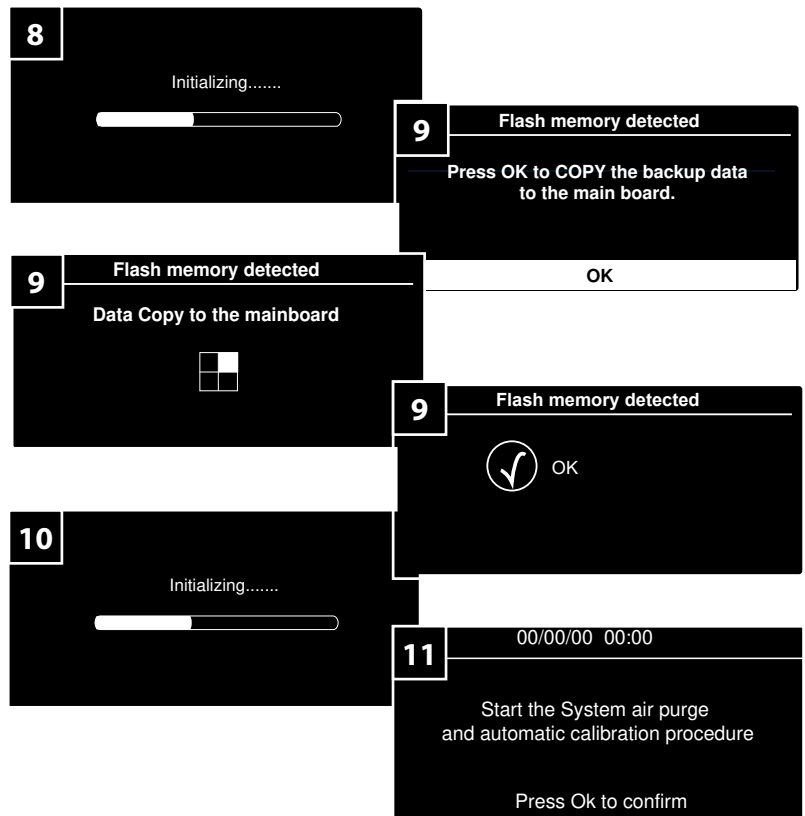 8
Initializing.......
9
Flash memory detected
Press OK to COPY the backup data
to the main board.
OK
9
Flash memory detected
Data Copy to the mainboard
9
Flash memory detected
OK
10
Initializing.......
11
00/00/00 00:00
Start the System air purge
and automatic calibration procedure
Press Ok to confirm